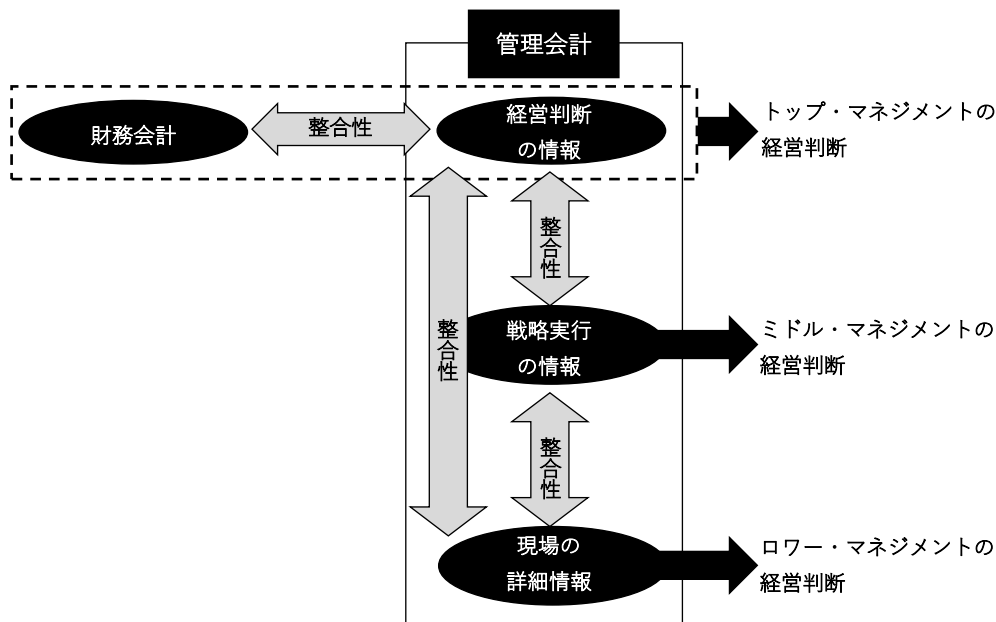 管理会計
財務会計
整合性
経営判断
の情報
トップ・マネジメントの
経営判断
整合性
整合性
戦略実行
の情報
ミドル・マネジメントの
経営判断
整合性
現場の
詳細情報
ロワー・マネジメントの
経営判断